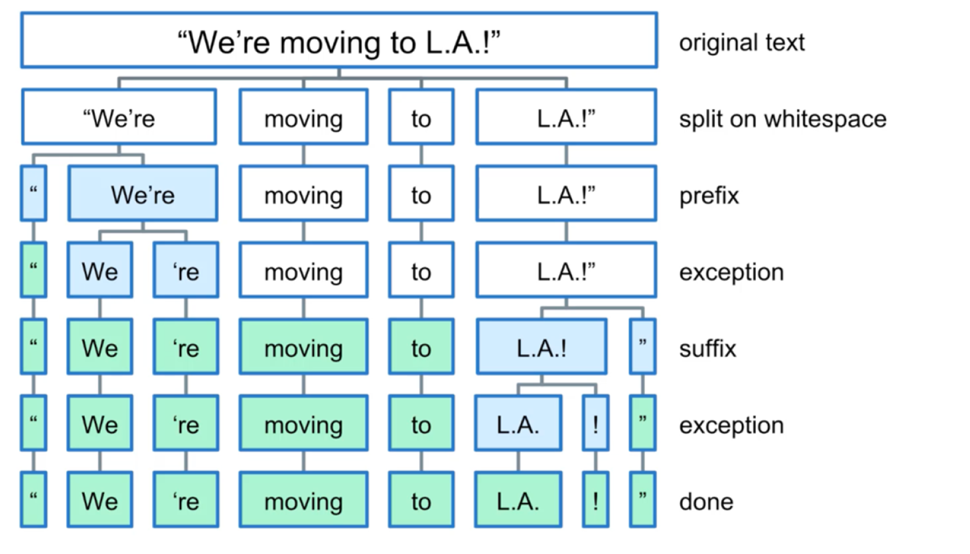 “We’re moving to L.A.!” original text
“We’re moving to L.A.!” split on whitespace
“ We’re moving to L.A.!” prefix
“ We ‘re moving to L.A.!” exception
“ We ‘re moving to L.A.! ” suffix
“ We ‘re moving to L.A. ! ” exception
“ We ‘re moving to L.A. ! ” done